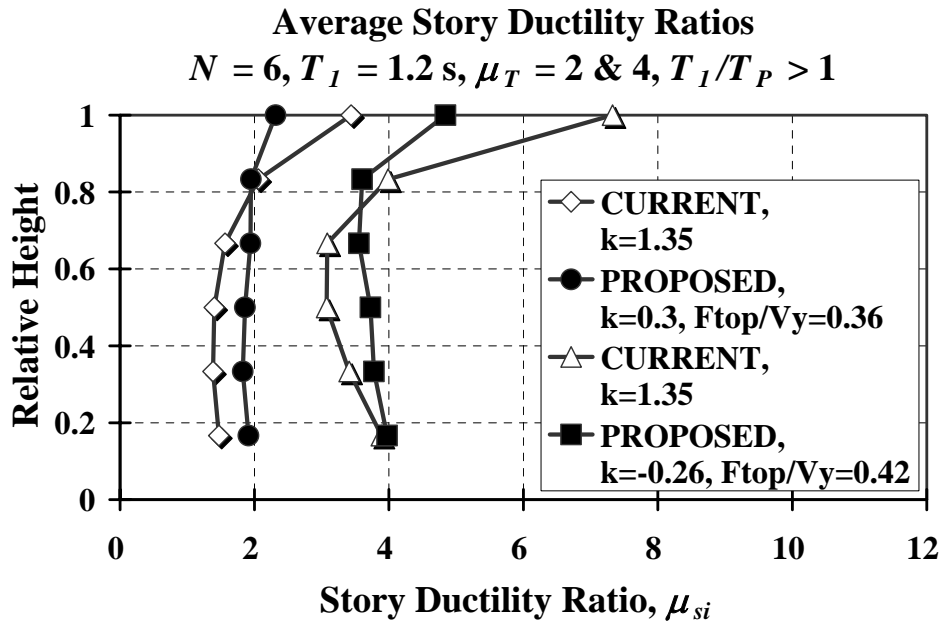 Average Story Ductility Ratios
N = 6, T1 = 1.2 s, μT = 2 & 4, T1/TP > 1
1
0.8
0.6
0.4
0.2
0
Relative Height
CURRENT,
k=1.35
PROPOSED,
k=0.3, Ftop/Vy=0.36
CURRENT,
k=1.35
PROPOSED,
k=-0.26, Ftop/Vy=0.42
0 2 4 6 8 10 12
Story Ductility Ratio, μsi